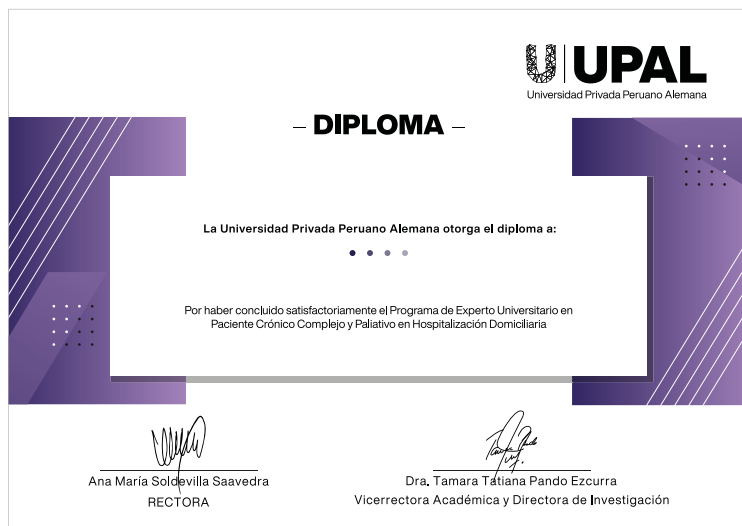 UPAL
Universidad Privada Peruano Alemana
– DIPLOMA –
La Universidad Privada Peruano Alemana otorga el diploma a:
Por haber concluido satisfactoriamente el Programa de Experto Universitario en
Paciente Crónico Complejo y Paliativo en Hospitalización Domiciliaria
Ana María Soldevilla Saavedra
RECTORA
Dra. Tamara Tatiana Pando Ezcurra
Vicerrectora Académica y Directora de Investigación